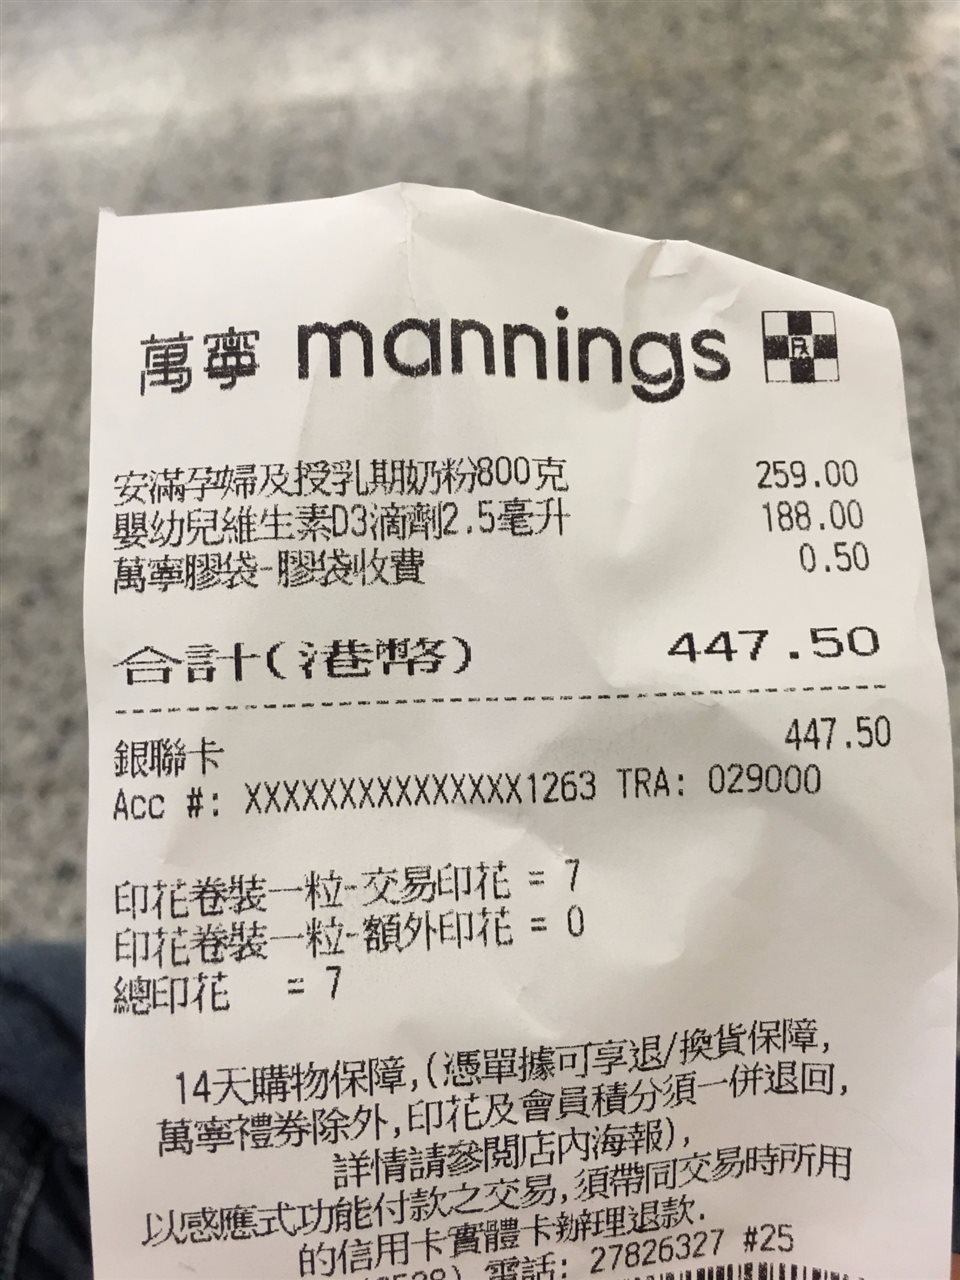 萬寧 mannings
安滿孕婦及授乳期奶粉800克 259.00
嬰幼兒維生素D3滴劑2.5毫升 188.00
萬寧膠袋-膠袋收費 0.50
合計(港幣) 447.50
銀聯卡 447.50
Acc #: XXXXXXXXXXXXXXX1263 TRA: 029000
印花卷裝一粒-交易印花 = 7
印花卷裝一粒-額外印花 = 0
總印花 = 7
14天購物保障,(憑單據可享退/換貨保障,
萬寧禮券除外,印花及會員積分須一併退回,
詳情請參閱店內海報),
以感應式功能付款之交易,須帶同交易時所用
的信用卡實體卡辦理退款.
電話: 27826327 #25